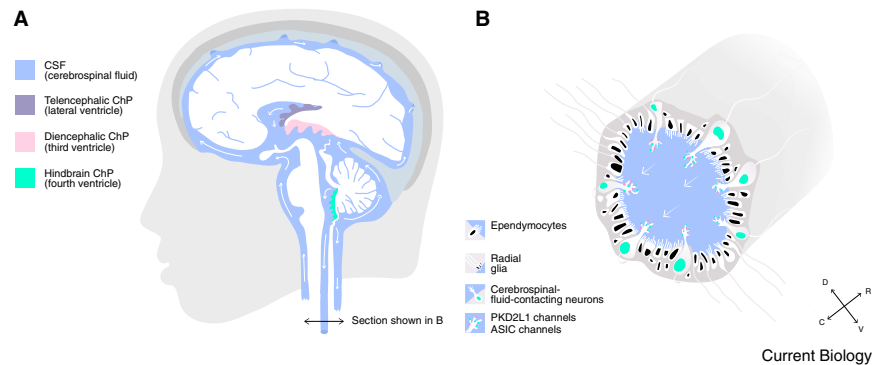 A
CSF
(cerebrospinal fluid)
Telencephalic ChP
(lateral ventricle)
Diencephalic ChP
(third ventricle)
Hindbrain ChP
(fourth ventricle)
Section shown in B
B
Ependymocytes
Radial
glia
Cerebrospinal-
fluid-contacting neurons
PKD2L1 channels
ASIC channels
D
R
C
V
Current Biology